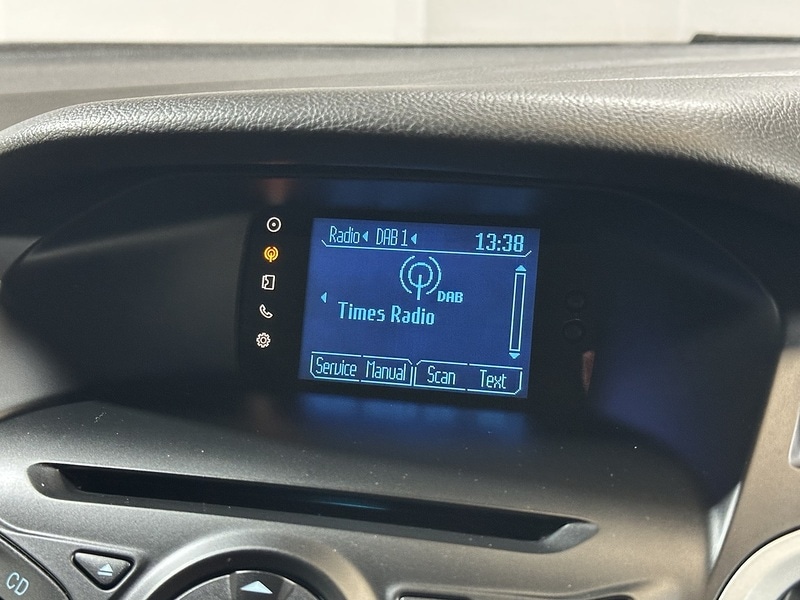 Radio DAB 1 13:38
DAB
Times Radio
Service Manual Scan Text
CD